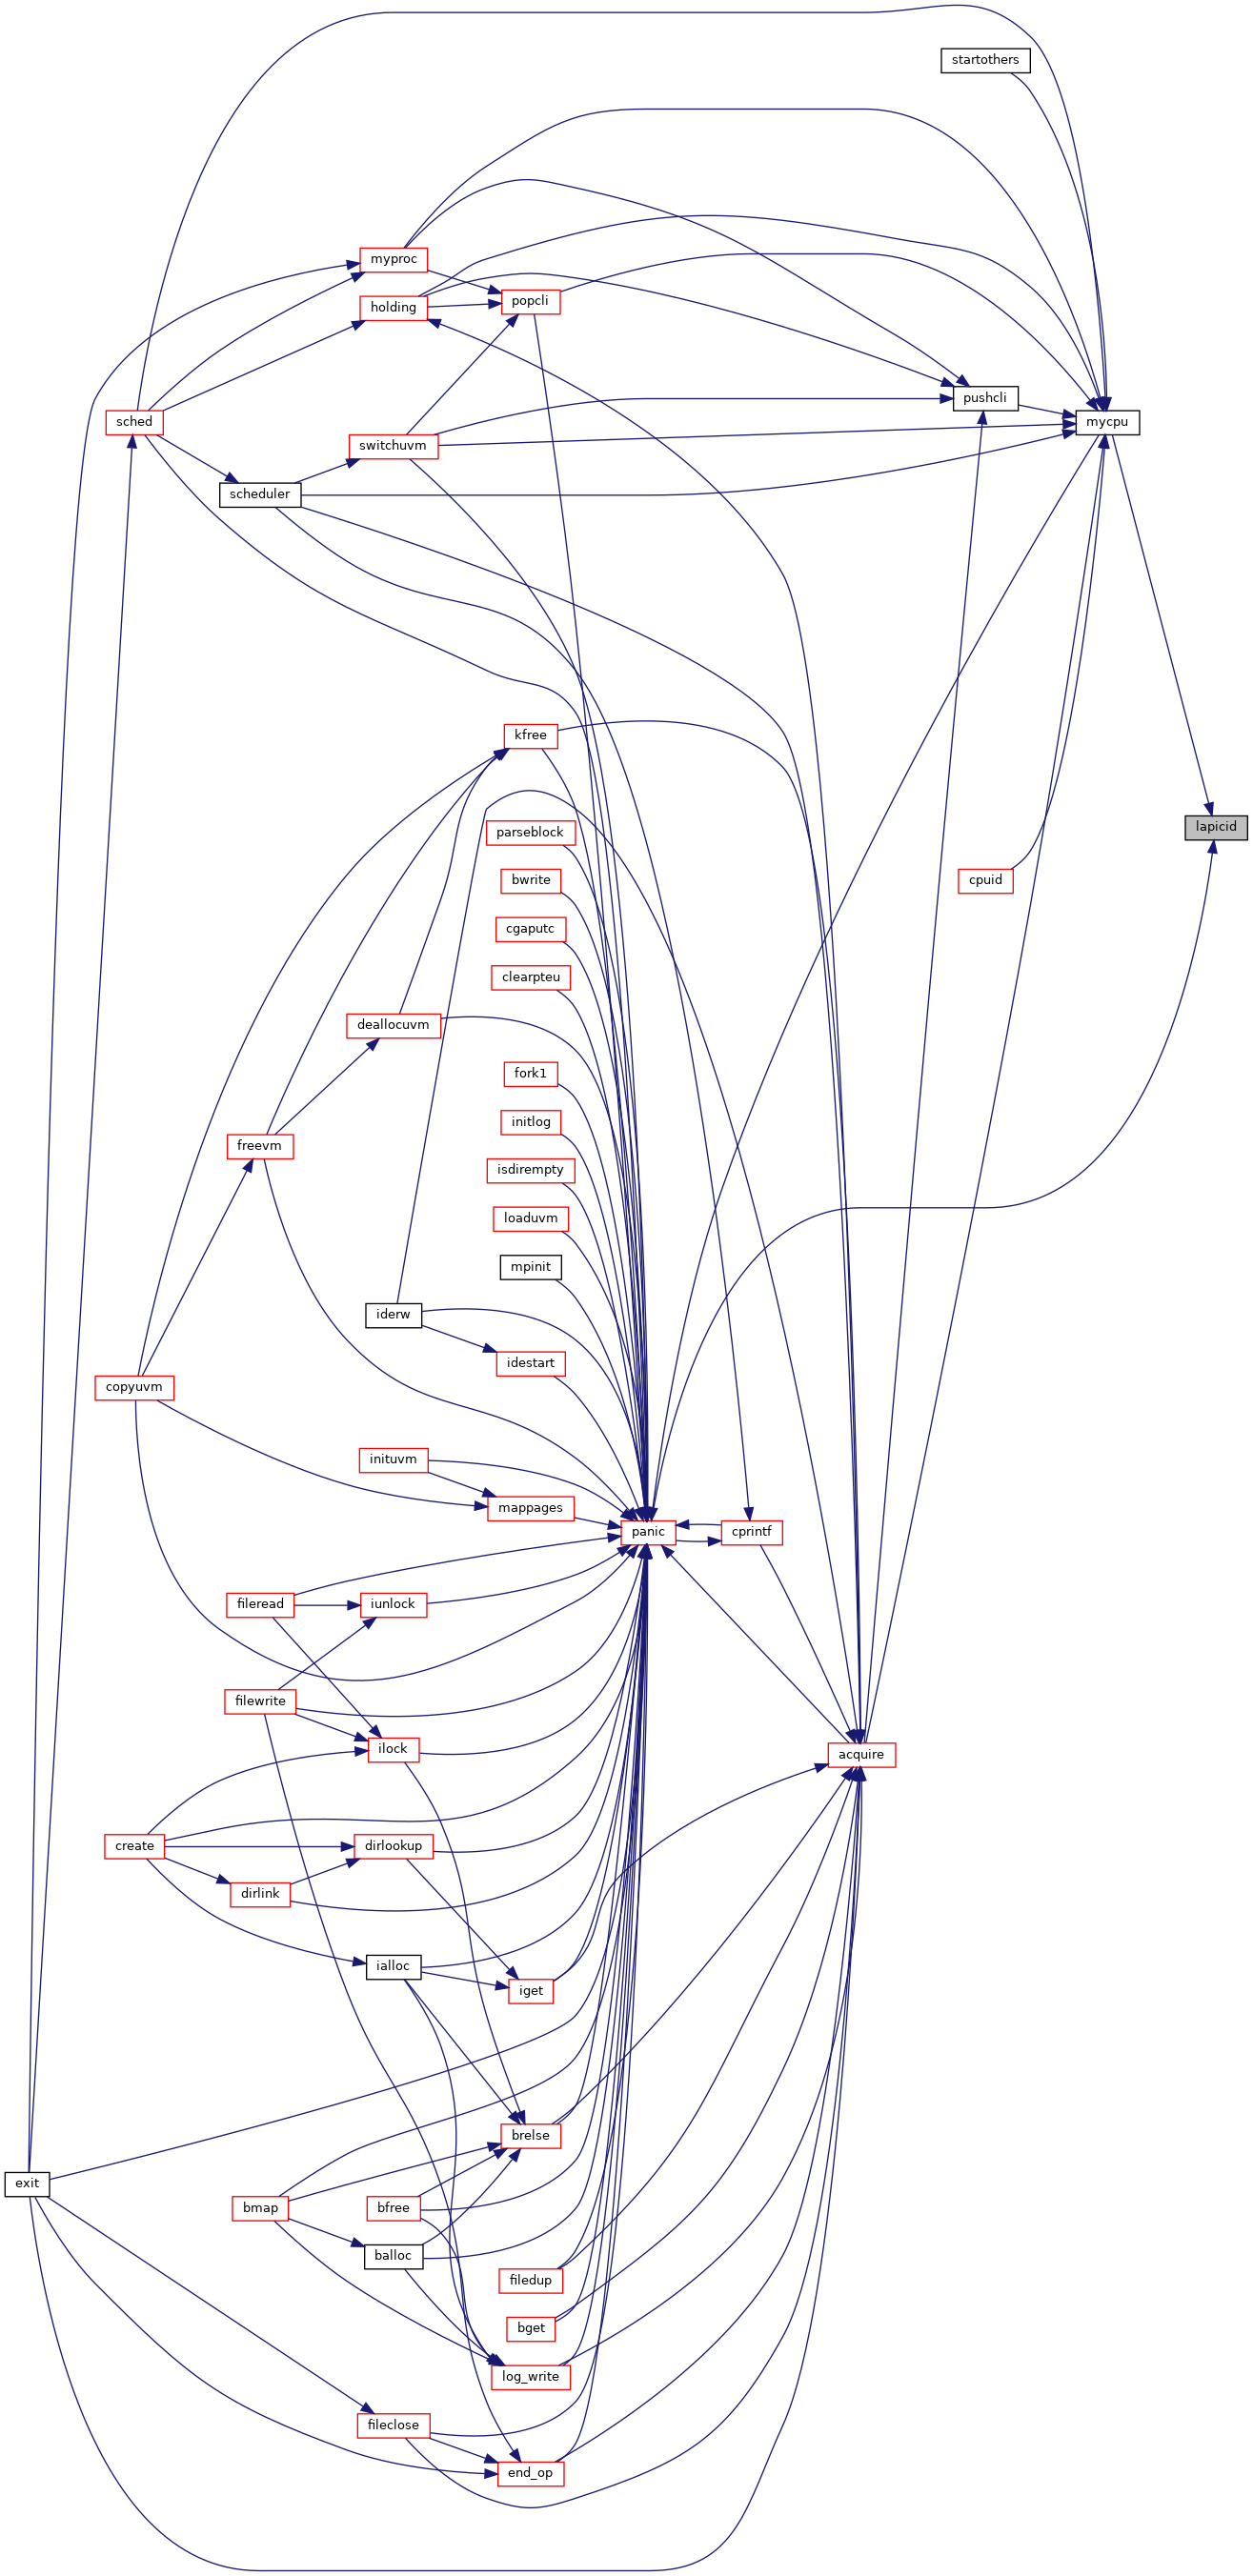 startothers
myproc
popcli
holding
pushcli
sched
mycpu
switchuvm
scheduler
kfree
lapicid
parseblock
bwrite
cpuid
cgaputc
clearpteu
deallocuvm
fork1
initlog
freevm
isdirempty
loaduvm
mpinit
iderw
idestart
copyuvm
inituvm
mappages
panic
cprintf
fileread
iunlock
filewrite
ilock
acquire
create
dirlookup
dirlink
ialloc
iget
brelse
exit
bmap
bfree
balloc
filedup
bget
log_write
fileclose
end_op